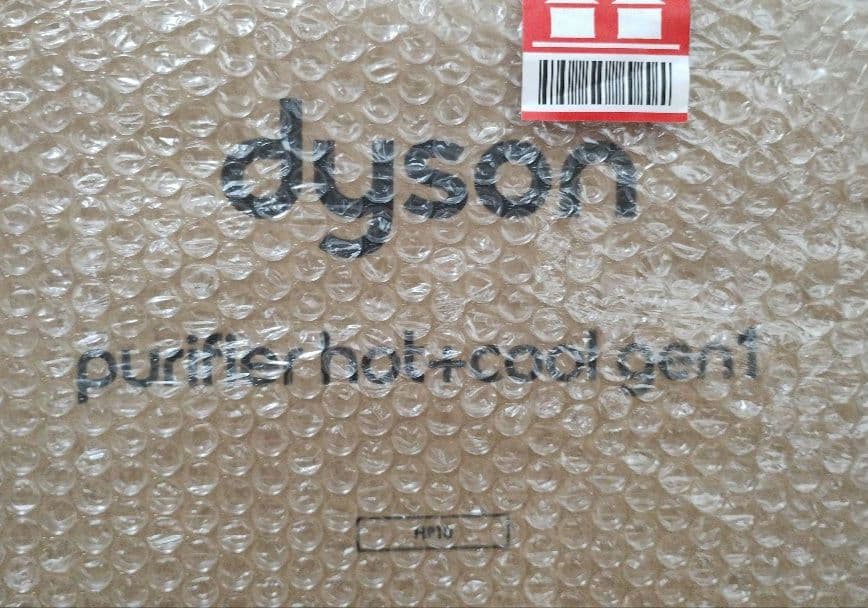 dyson
purifier hot+cool gen1
HP10